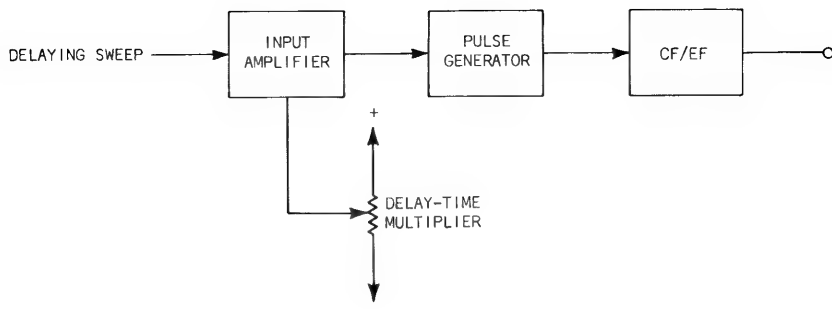 DELAYING SWEEP
INPUT
AMPLIFIER
PULSE
GENERATOR
CF/EF
+
DELAY-TIME
MULTIPLIER